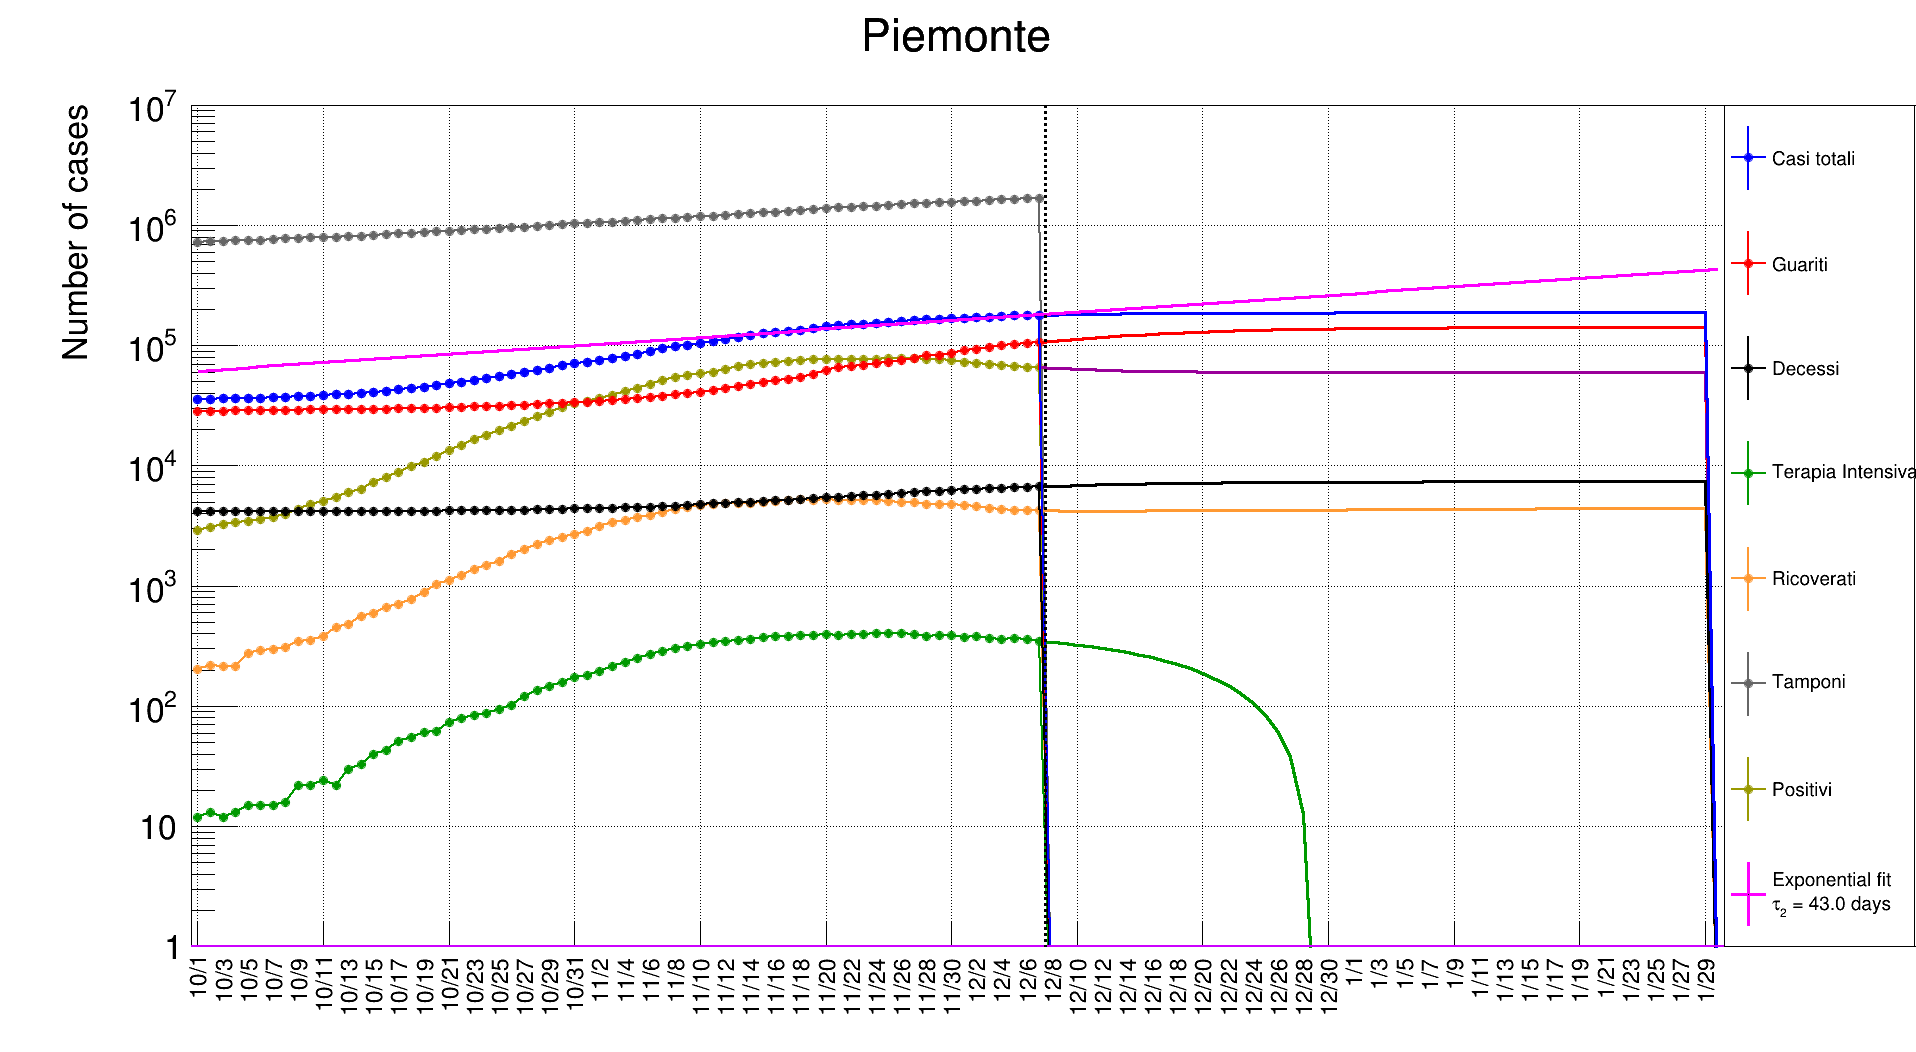 Piemonte
Number of cases
10^7
10^6
10^5
10^4
10^3
10^2
10
1
10/1 10/3 10/5 10/7 10/9 10/11 10/13 10/15 10/17 10/19 10/21 10/23 10/25 10/27 10/29 10/31 11/2 11/4 11/6 11/8 11/10 11/12 11/14 11/16 11/18 11/20 11/22 11/24 11/26 11/28 11/30 12/2 12/4 12/6 12/8 12/10 12/12 12/14 12/16 12/18 12/20 12/22 12/24 12/26 12/28 12/30 1/1 1/3 1/5 1/7 1/9 1/11 1/13 1/15 1/17 1/19 1/21 1/23 1/25 1/27 1/29
Casi totali
Guariti
Decessi
Terapia Intensiva
Ricoverati
Tamponi
Positivi
Exponential fit
τ₂ = 43.0 days